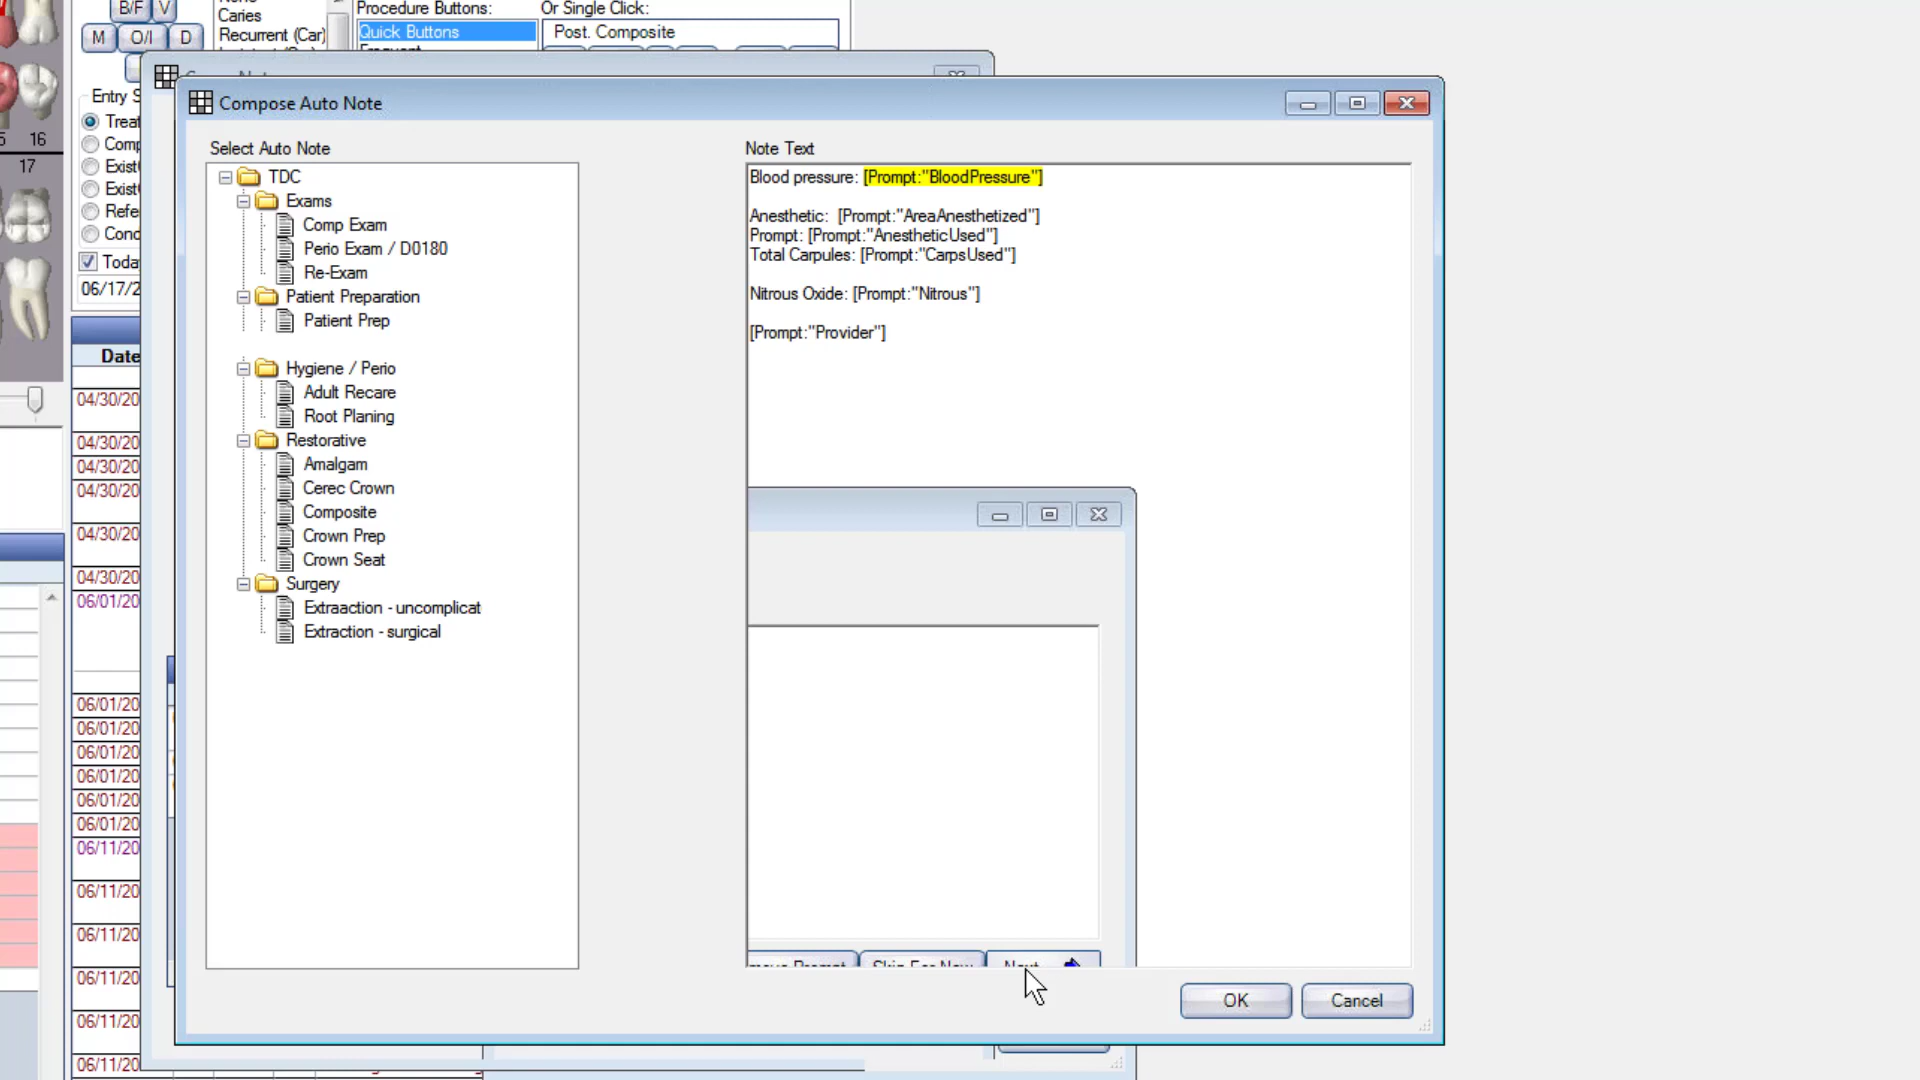 B/F V
M O/I D
Caries
Recurrent (Car)
Procedure Buttons:
Quick Buttons
Or Single Click:
Post. Composite
16
17
Entry S
Treat
Comp
Exist
Exist
Refe
Cond
Toda
06/17/2
Date
04/30/20
04/30/20
04/30/20
04/30/20
04/30/20
04/30/20
06/01/20
06/01/20
06/01/20
06/01/20
06/01/20
06/01/20
06/01/20
06/11/20
06/11/20
06/11/20
06/11/20
06/11/20
06/11/20
Compose Auto Note
Select Auto Note
TDC
Exams
Comp Exam
Perio Exam / D0180
Re-Exam
Patient Preparation
Patient Prep
Hygiene / Perio
Adult Recare
Root Planing
Restorative
Amalgam
Cerec Crown
Composite
Crown Prep
Crown Seat
Surgery
Extraaction - uncomplicat
Extraction - surgical
Note Text
Blood pressure: [Prompt:"BloodPressure"]
Anesthetic:  [Prompt:"AreaAnesthetized"]
Prompt: [Prompt:"AnestheticUsed"]
Total Carpules: [Prompt:"CarpsUsed"]
Nitrous Oxide: [Prompt:"Nitrous"]
[Prompt:"Provider"]
Prompt Skip For Now Next
OK Cancel